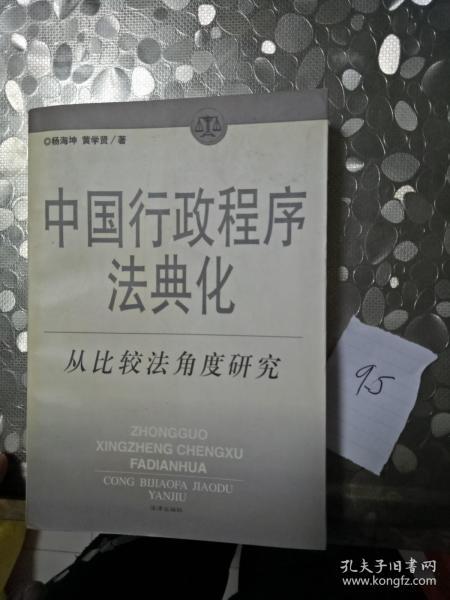 ◎杨海坤 黄学贤/著
中国行政程序
法典化
从比较法角度研究
ZHONGGUO
XINGZHENG CHENGXU
FADIANHUA
CONG BIJIAOFA JIAODU
YANJIU
法律出版社
95
孔夫子旧书网
www.kongfz.com